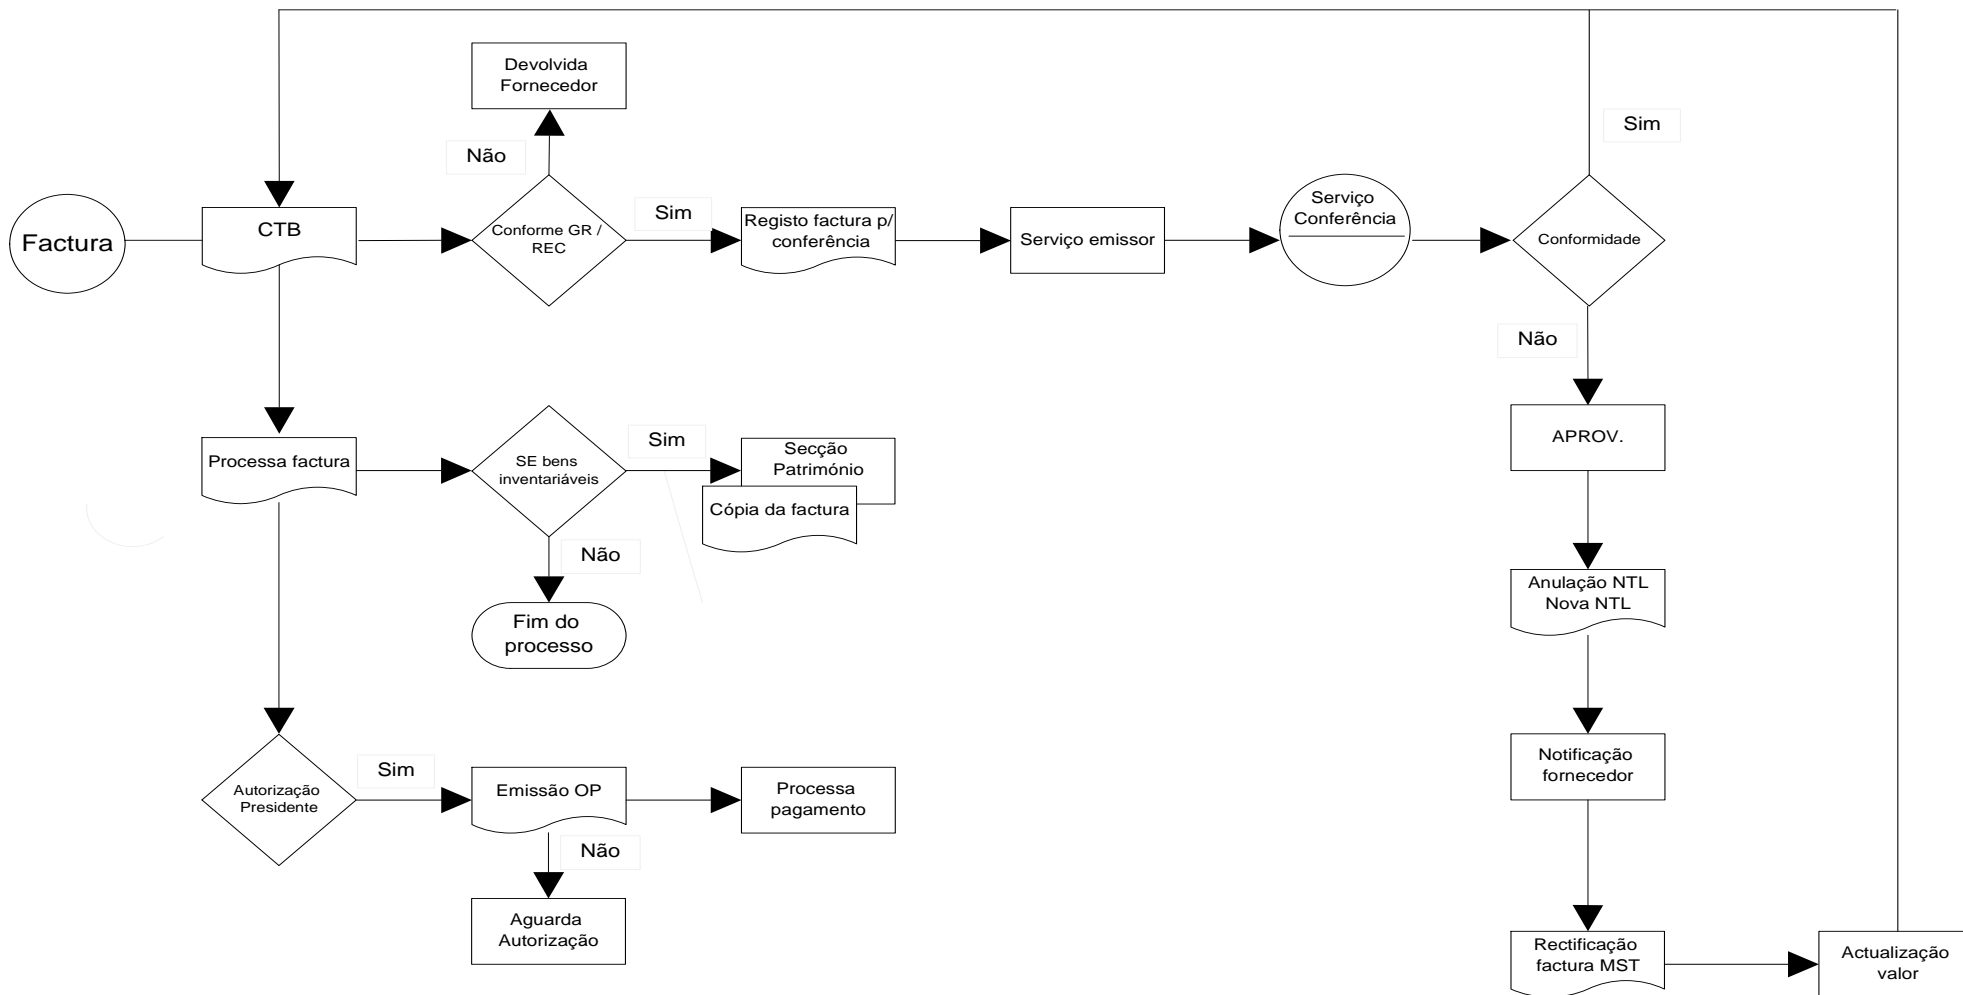 Devolvida
Fornecedor
Sim
Não
Factura
CTB
Conforme GR /
REC
Sim
Registo factura p/
conferência
Serviço emissor
Serviço
Conferência
Conformidade
Não
Processa factura
SE bens
inventariáveis
Sim
Secção
Património
Cópia da factura
APROV.
Não
Fim do
processo
Anulação NTL
Nova NTL
Autorização
Presidente
Sim
Emissão OP
Processa
pagamento
Notificação
fornecedor
Não
Aguarda
Autorização
Rectificação
factura MST
Actualização
valor